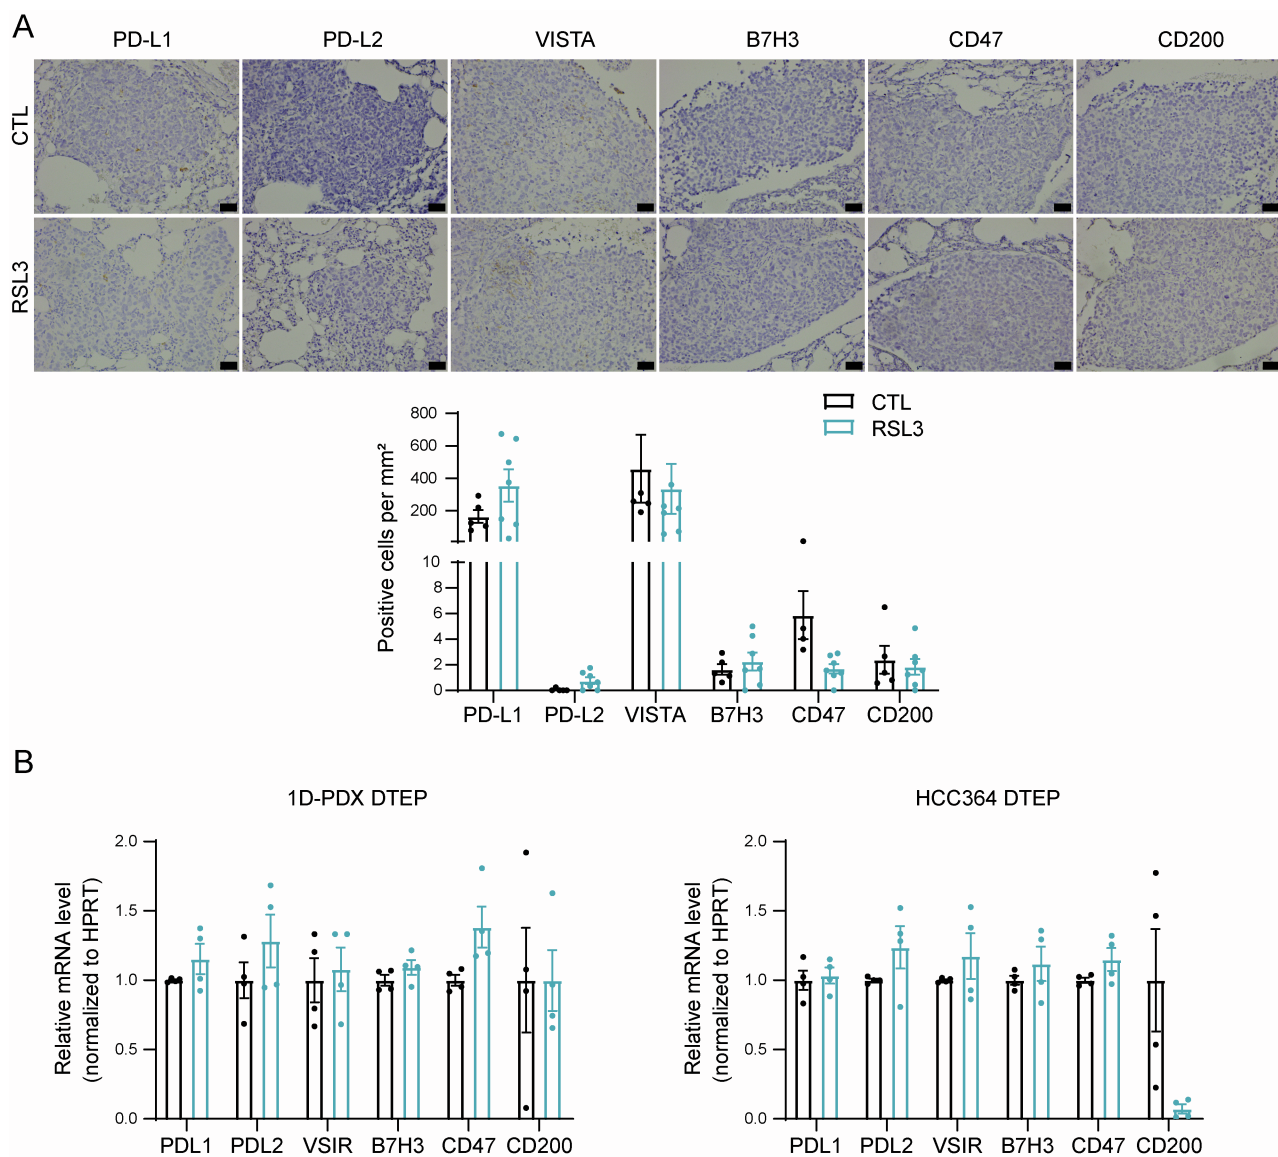 A
PD-L1 PD-L2 VISTA B7H3 CD47 CD200
CTL
RSL3
CTL
RSL3
Positive cells per mm²
800
600
400
200
10
8
6
4
2
0
PD-L1 PD-L2 VISTA B7H3 CD47 CD200
B
1D-PDX DTEP
Relative mRNA level
(normalized to HPRT)
2.0
1.5
1.0
0.5
0.0
PDL1 PDL2 VSIR B7H3 CD47 CD200
HCC364 DTEP
Relative mRNA level
(normalized to HPRT)
2.0
1.5
1.0
0.5
0.0
PDL1 PDL2 VSIR B7H3 CD47 CD200